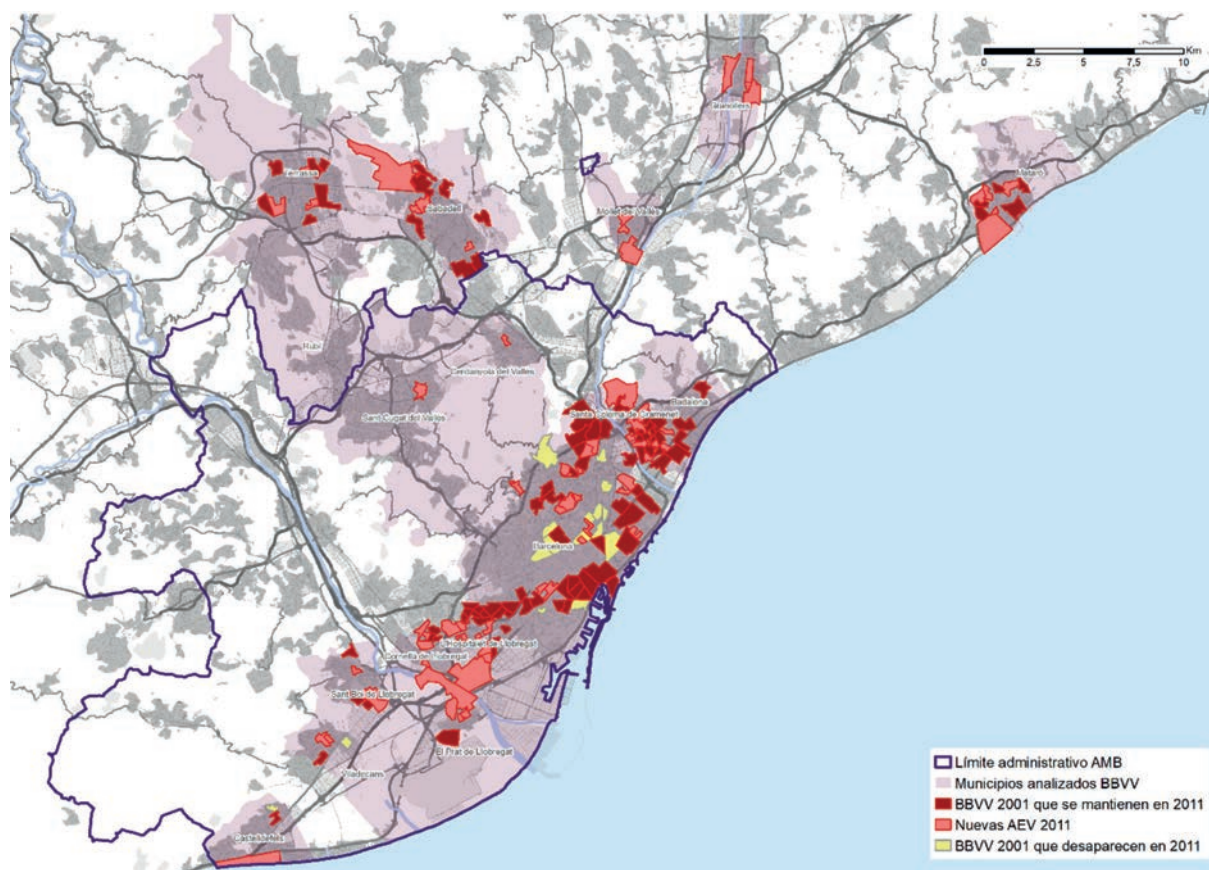 Km
0 2.5 5 7.5 10
Granollers
Terrassa
Mataró
Sabadell
Mollet del Vallès
Rubí
Cerdanyola del Vallès
Sant Cugat del Vallès
Badalona
Santa Coloma de Gramenet
Barcelona
L'Hospitalet de Llobregat
Cornellà de Llobregat
Sant Boi de Llobregat
El Prat de Llobregat
Viladecans
Castelldefels
Límite administrativo AMB
Municipios analizados BBVV
BBVV 2001 que se mantienen en 2011
Nuevas AEV 2011
BBVV 2001 que desaparecen en 2011